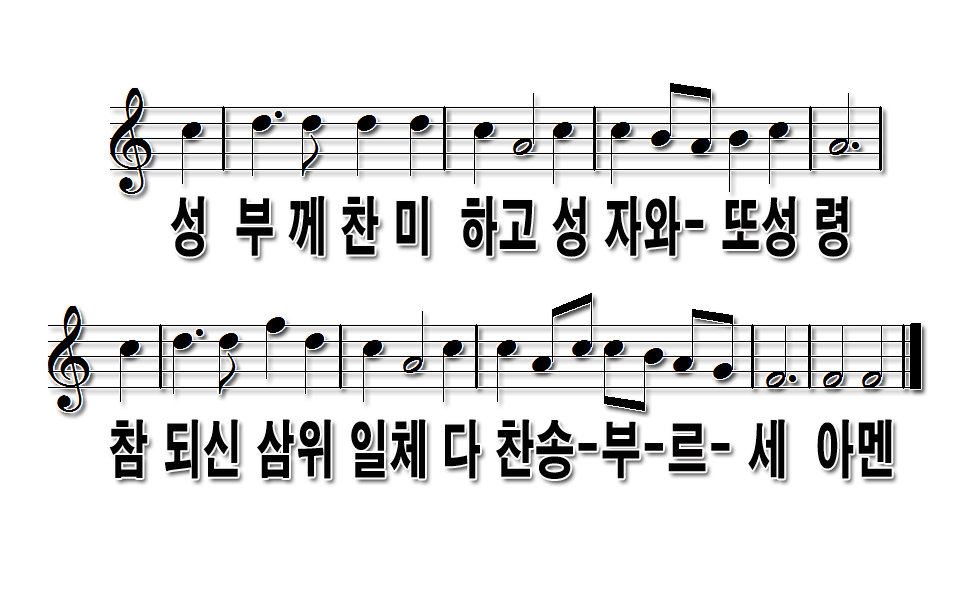 성 부 께 찬 미 하고 성 자와- 또성 령
참 되신 삼위 일체 다 찬송-부-르- 세 아멘